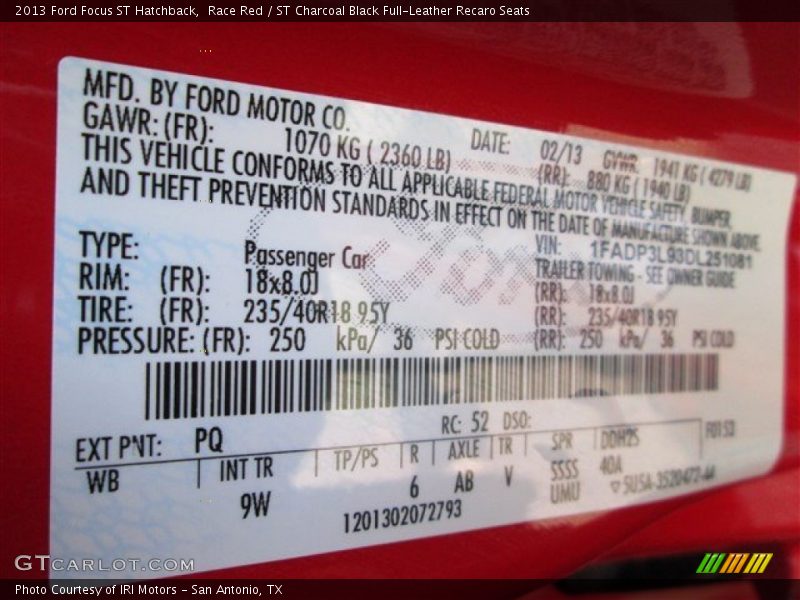 2013 Ford Focus ST Hatchback,  Race Red / ST Charcoal Black Full-Leather Recaro Seats
MFD. BY FORD MOTOR CO.
DATE: 02/13 GVWR: 1941 KG ( 4279 LB)
GAWR: (FR): 1070 KG ( 2360 LB) (RR): 880 KG ( 1940 LB)
THIS VEHICLE CONFORMS TO ALL APPLICABLE FEDERAL MOTOR VEHICLE SAFETY, BUMPER,
AND THEFT PREVENTION STANDARDS IN EFFECT ON THE DATE OF MANUFACTURE SHOWN ABOVE.
VIN: 1FADP3L93DL251081
TYPE: Passenger Car TRAILER TOWING - SEE OWNER GUIDE
RIM: (FR): 18x8.0J (RR): 18x8.0J
TIRE: (FR): 235/40R18 95Y (RR): 235/40R18 95Y
PRESSURE: (FR): 250 kPa/ 36 PSI COLD (RR): 250 kPa/ 36 PSI COLD
RC: 52 DSO:
EXT PNT: PQ F0153
WB INT TR TP/PS R AXLE TR SPR DDH2S
9W 6 AB V SSSS 40A
UMU
1201302072793
GTCARLOT.COM
Photo Courtesy of IRI Motors - San Antonio, TX